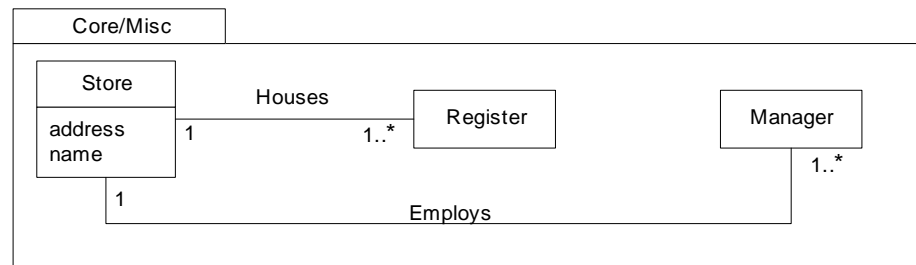 Core/Misc
Store
address
name
Houses
1
1..*
Register
Manager
1..*
1
Employs